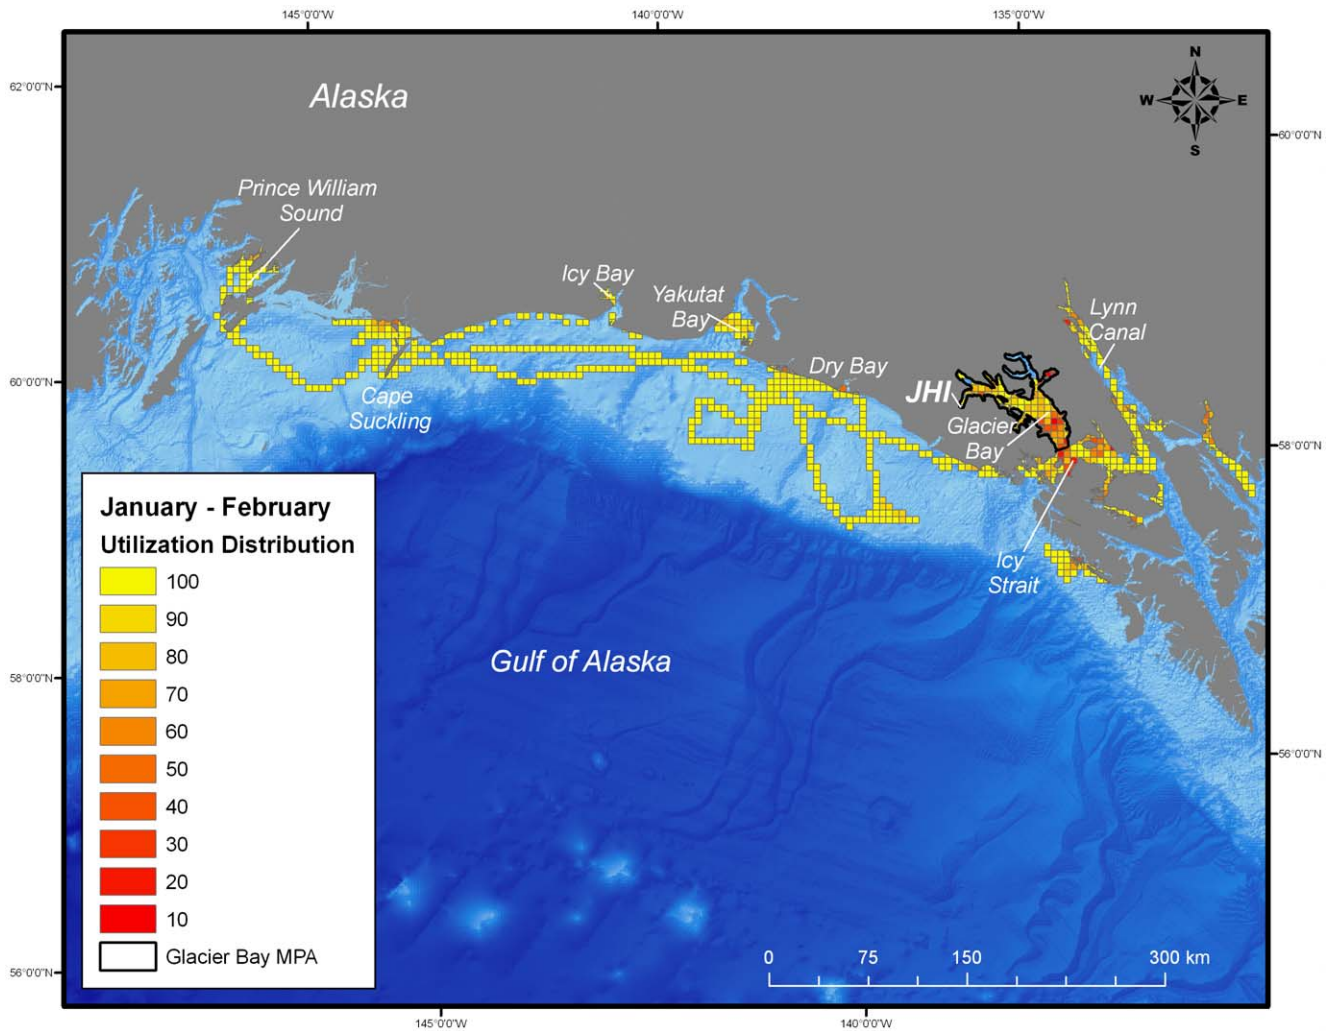 145°0'0"W
140°0'0"W
135°0'0"W
62°0'0"N
60°0'0"N
58°0'0"N
56°0'0"N
60°0'0"N
58°0'0"N
56°0'0"N
N
W
E
S
Alaska
Prince William
Sound
Icy Bay
Yakutat
Bay
Lynn
Canal
Dry Bay
JHI
Cape
Suckling
Glacier
Bay
Icy
Strait
Gulf of Alaska
January - February
Utilization Distribution
100
90
80
70
60
50
40
30
20
10
Glacier Bay MPA
0 75 150 300 km
145°0'0"W
140°0'0"W